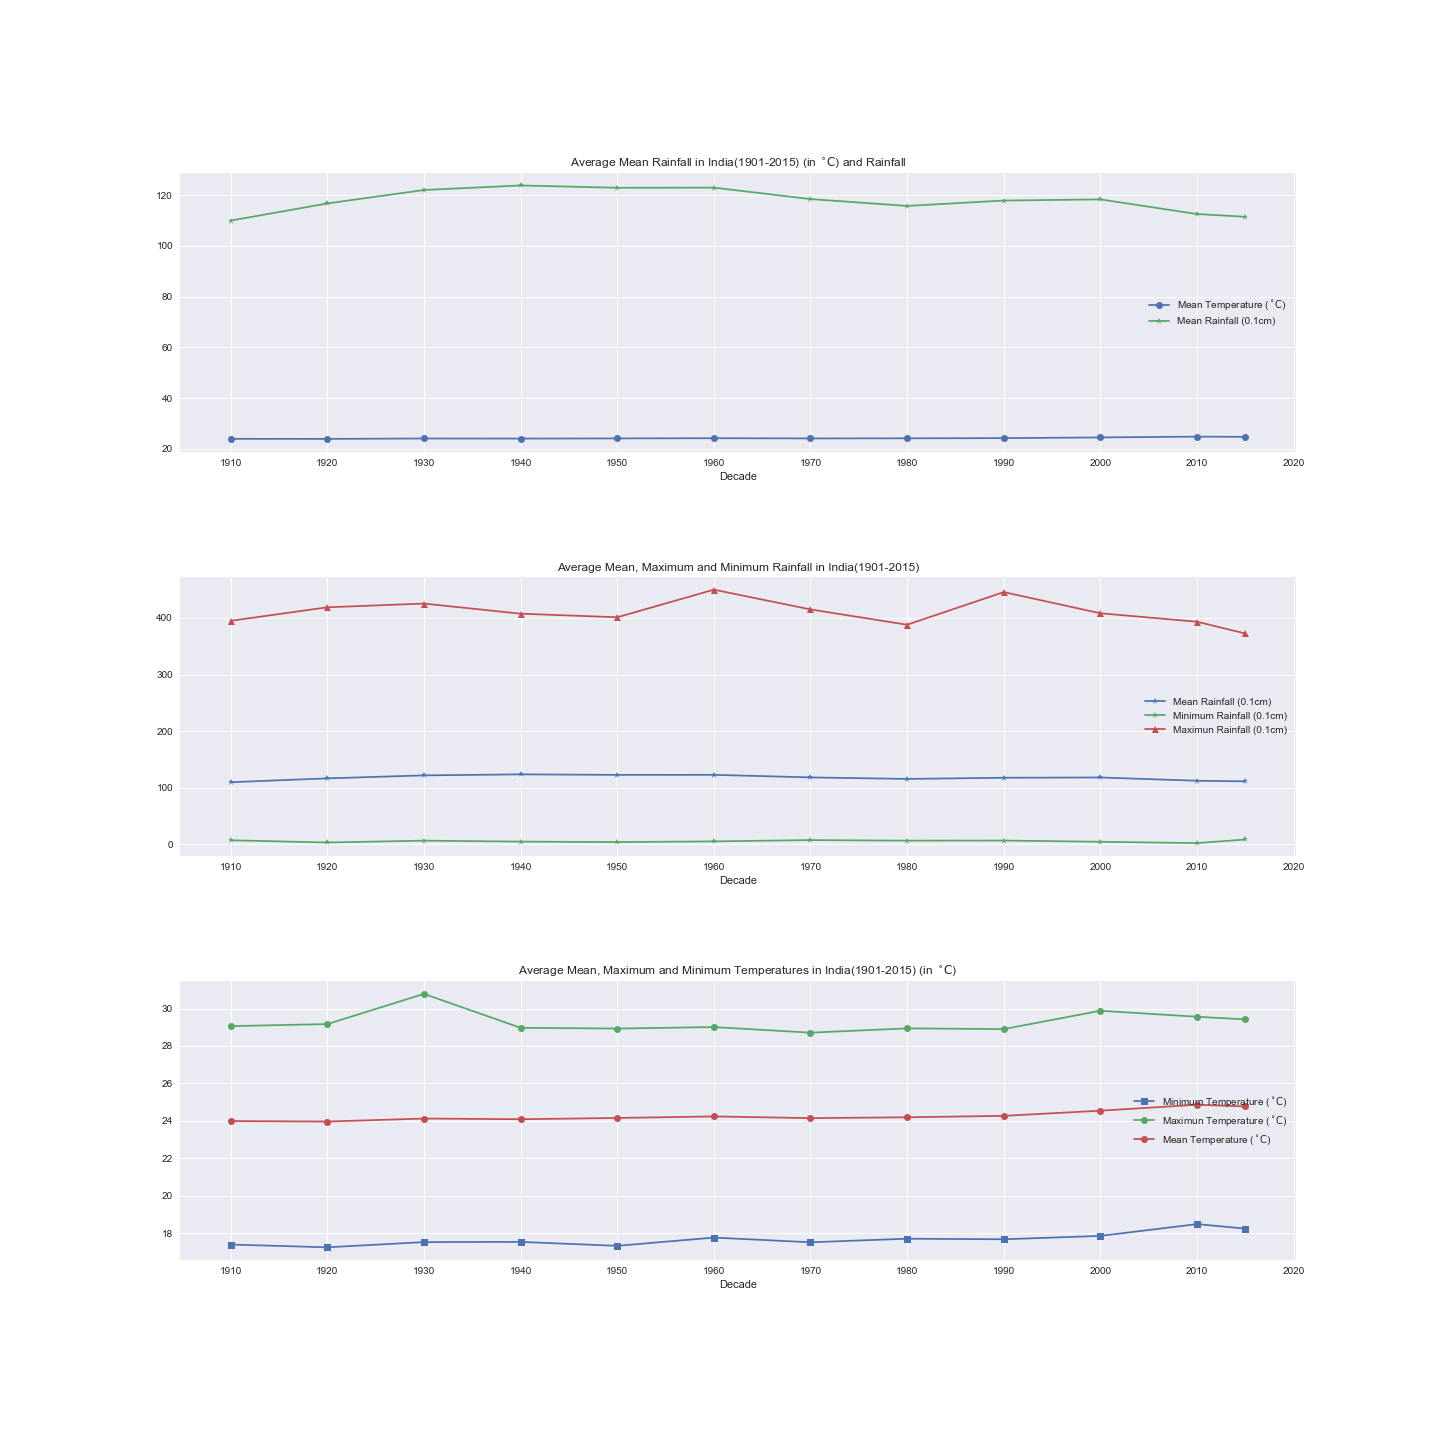 Average Mean Rainfall in India(1901-2015) (in °C) and Rainfall
120
100
80
60
40
20
Mean Temperature (°C)
Mean Rainfall (0.1cm)
1910 1920 1930 1940 1950 1960 1970 1980 1990 2000 2010 2020
Decade
Average Mean, Maximum and Minimum Rainfall in India(1901-2015)
400
300
200
100
0
Mean Rainfall (0.1cm)
Minimum Rainfall (0.1cm)
Maximun Rainfall (0.1cm)
1910 1920 1930 1940 1950 1960 1970 1980 1990 2000 2010 2020
Decade
Average Mean, Maximum and Minimum Temperatures in India(1901-2015) (in °C)
30
28
26
24
22
20
18
Minimum Temperature (°C)
Maximun Temperature (°C)
Mean Temperature (°C)
1910 1920 1930 1940 1950 1960 1970 1980 1990 2000 2010 2020
Decade